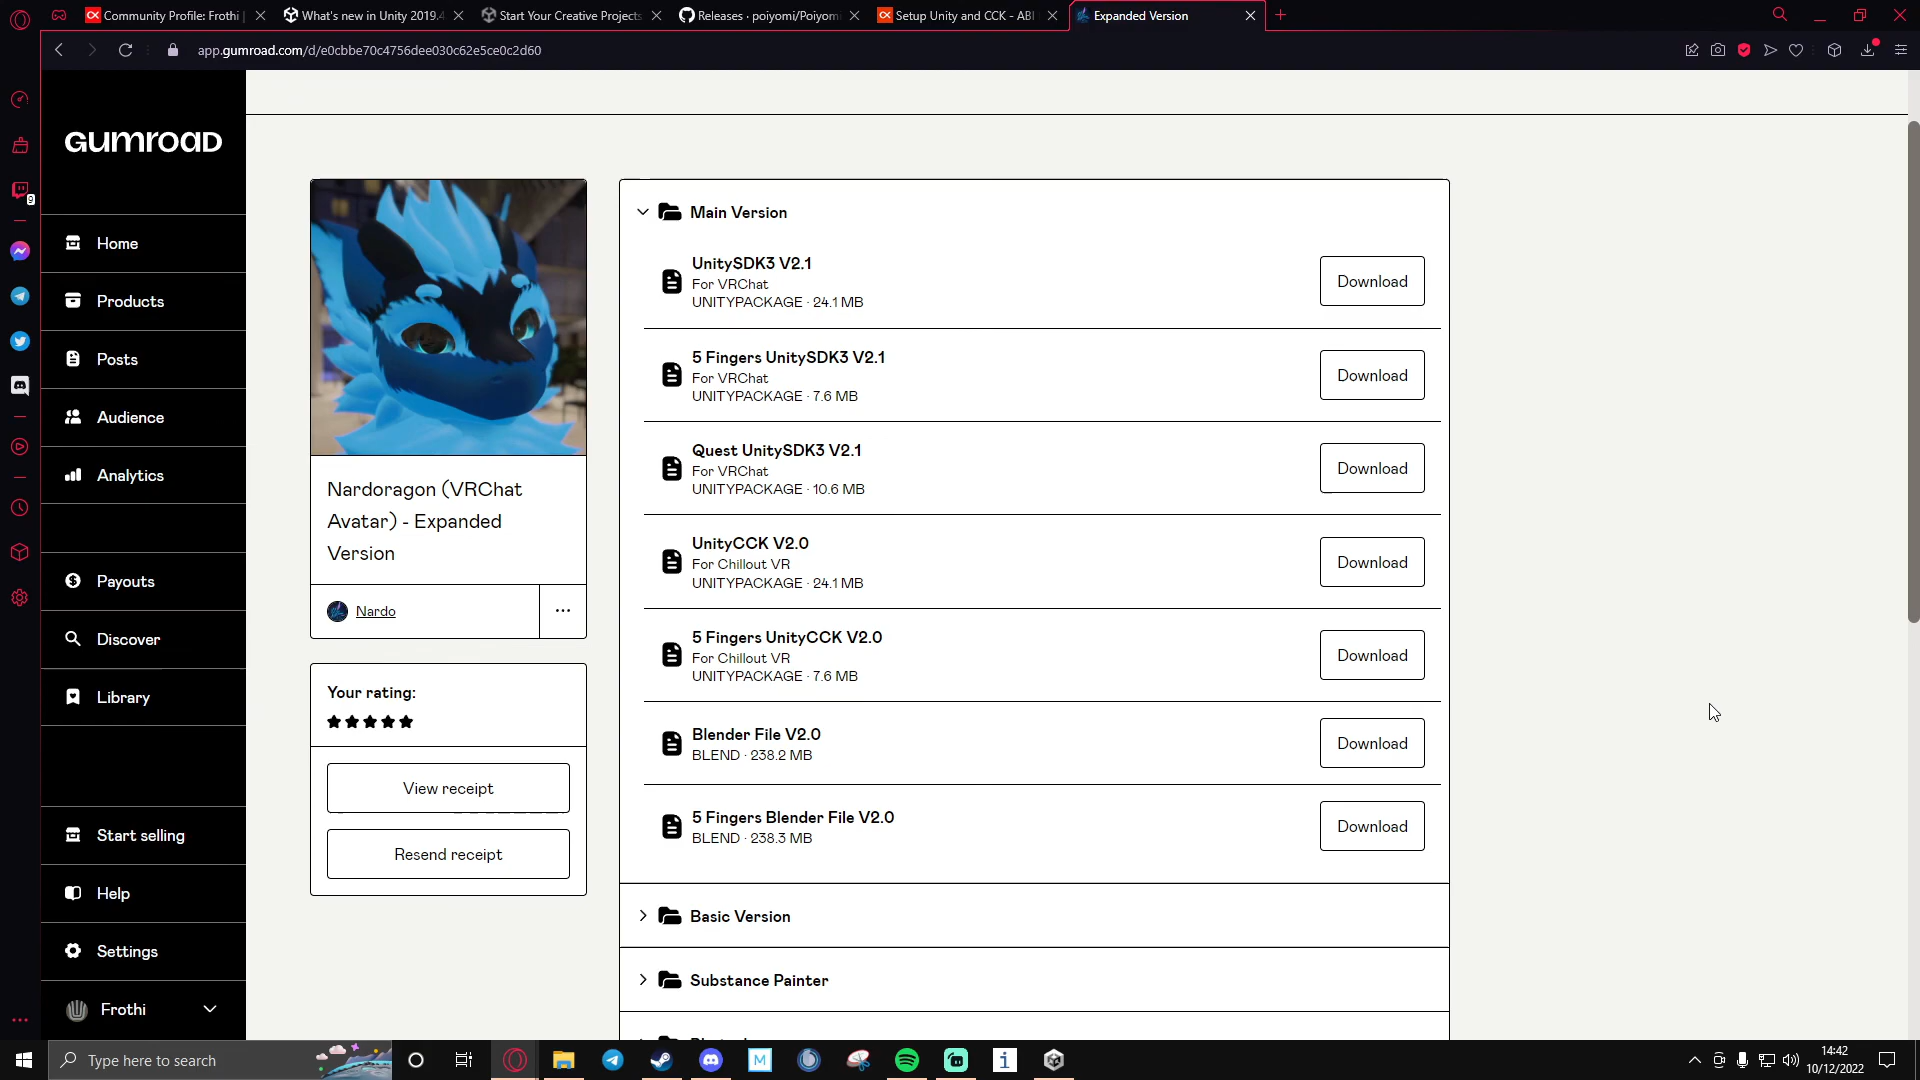 Community Profile: Frothi |
What's new in Unity 2019.4
Start Your Creative Projects
Releases · poiyomi/Poiyomi
Setup Unity and CCK - ABI
Expanded Version
app.gumroad.com/d/e0cbbe70c4756dee030c62e5ce0c2d60
GUMROAD
Home
Products
Posts
Audience
Analytics
Payouts
Discover
Library
Start selling
Help
Settings
Frothi
9
Nardoragon (VRChat
Avatar) - Expanded
Version
Nardo
Your rating:
View receipt
Resend receipt
Main Version
UnitySDK3 V2.1
For VRChat
UNITYPACKAGE · 24.1 MB
Download
5 Fingers UnitySDK3 V2.1
For VRChat
UNITYPACKAGE · 7.6 MB
Download
Quest UnitySDK3 V2.1
For VRChat
UNITYPACKAGE · 10.6 MB
Download
UnityCCK V2.0
For Chillout VR
UNITYPACKAGE · 24.1 MB
Download
5 Fingers UnityCCK V2.0
For Chillout VR
UNITYPACKAGE · 7.6 MB
Download
Blender File V2.0
BLEND · 238.2 MB
Download
5 Fingers Blender File V2.0
BLEND · 238.3 MB
Download
Basic Version
Substance Painter
Type here to search
14:42
10/12/2022